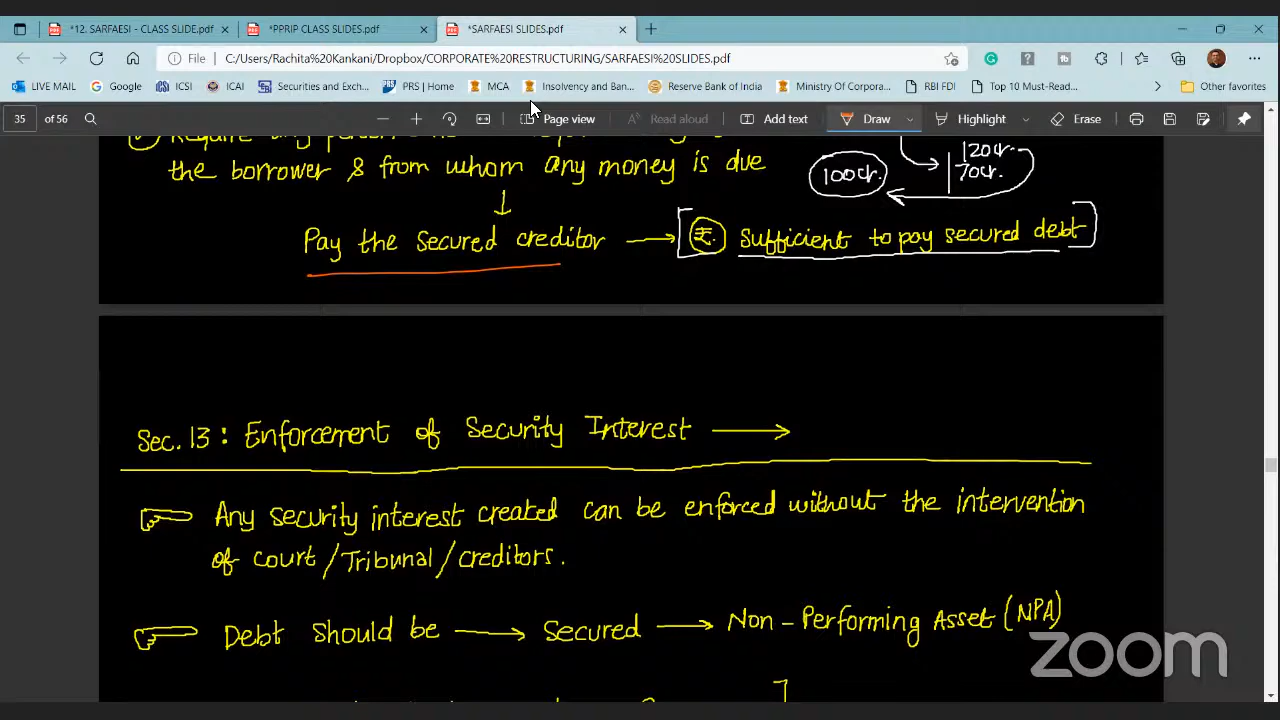 *12. SARFAESI - CLASS SLIDE.pdf
*PPRIP CLASS SLIDES.pdf
*SARFAESI SLIDES.pdf
File
C:/Users/Rachita%20Kankani/Dropbox/CORPORATE%20RESTRUCTURING/SARFAESI%20SLIDES.pdf
LIVE MAIL Google ICSI ICAI Securities and Exch... PRS | Home MCA Insolvency and Ban... Reserve Bank of India Ministry Of Corpora... RBI FDI Top 10 Must-Read... Other favorites
35 of 56 Page view Read aloud Add text Draw Highlight Erase
Require any person
120cr.
the borrower & from whom any money is due
100cr.
70cr.
Pay the secured creditor → [₹. Sufficient to pay secured debt]
Sec. 13 : Enforcement of Security Interest →
Any security interest created can be enforced without the intervention
of court/Tribunal/creditors.
Debt should be → Secured → Non-Performing Asset (NPA)
zoom